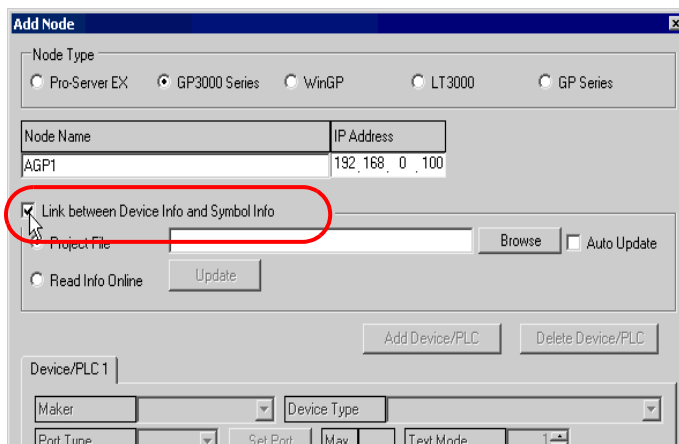 Add Node
Node Type
Pro-Server EX GP3000 Series WinGP LT3000 GP Series
Node Name IP Address
AGP1 192.168.0.100
Link between Device Info and Symbol Info
Project File Browse Auto Update
Read Info Online Update
Add Device/PLC Delete Device/PLC
Device/PLC 1
Maker Device Type
Port Type Set Port Max Text Mode 1